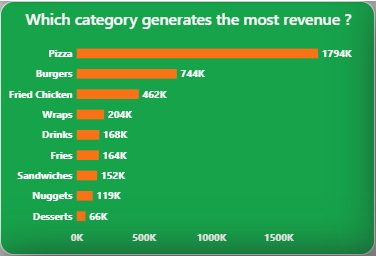 Which category generates the most revenue ?
Pizza 1794K
Burgers 744K
Fried Chicken 462K
Wraps 204K
Drinks 168K
Fries 164K
Sandwiches 152K
Nuggets 119K
Desserts 66K
0K 500K 1000K 1500K